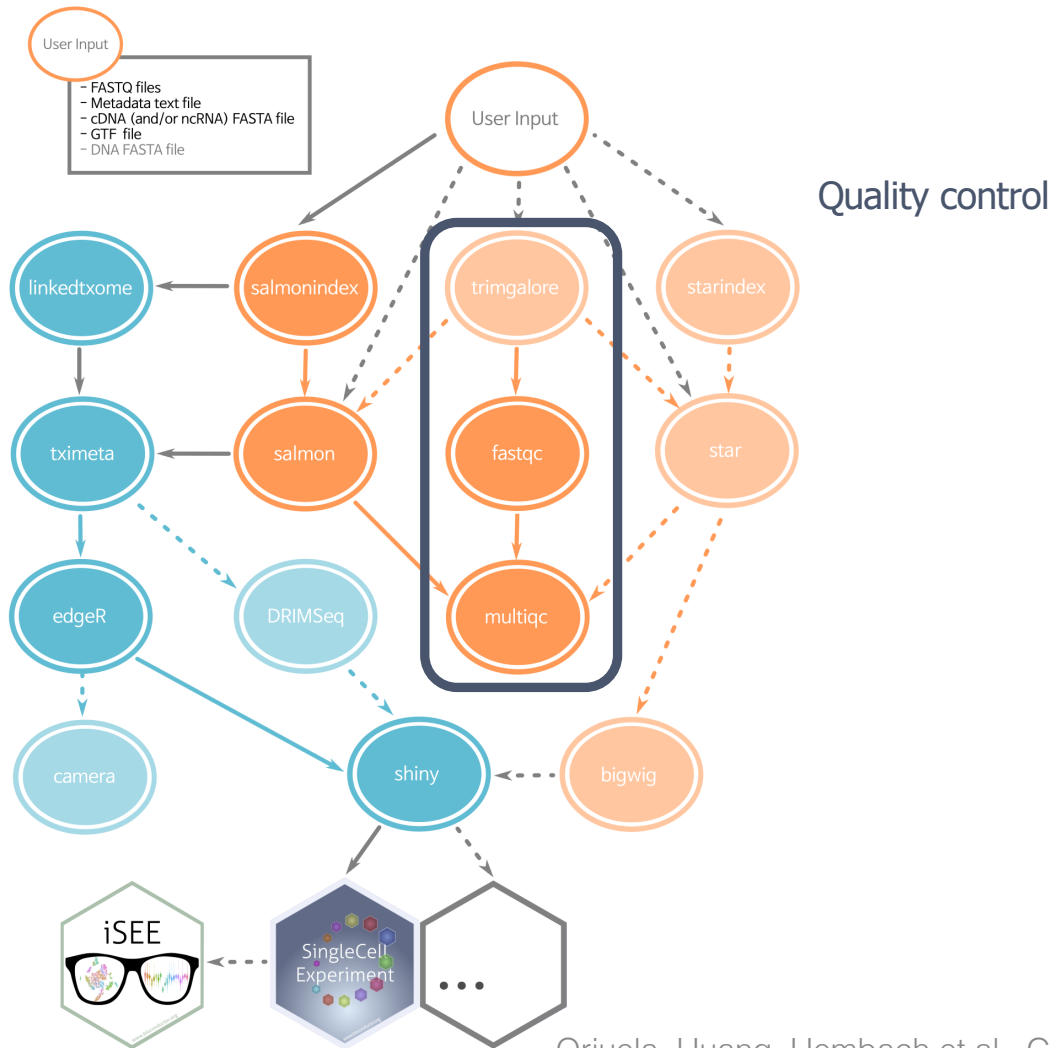 User Input
- FASTQ files
- Metadata text file
- cDNA (and/or ncRNA) FASTA file
- GTF file
- DNA FASTA file
User Input
Quality control
linkedtxome
salmonindex
trimgalore
starindex
tximeta
salmon
fastqc
star
edgeR
DRIMSeq
multiqc
camera
shiny
bigwig
iSEE
SingleCell
Experiment
...